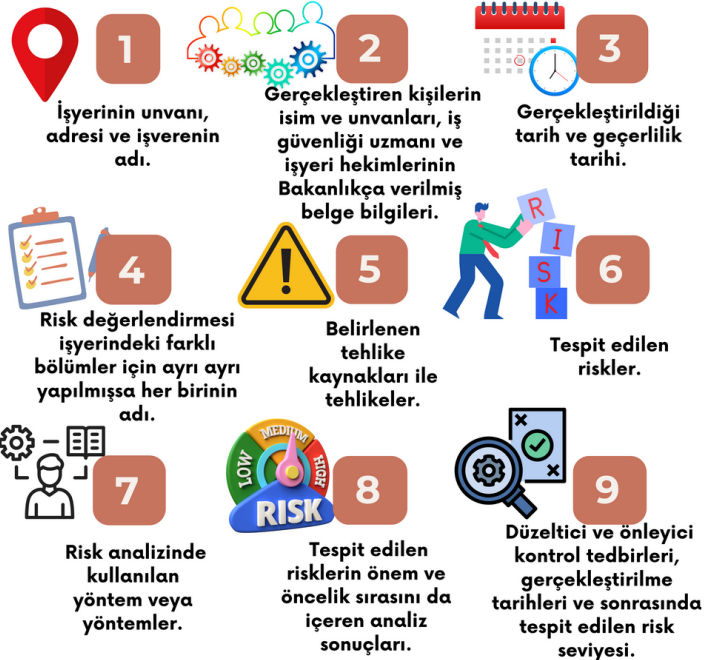 1
İşyerinin unvanı,
adresi ve işverenin
adı.
2
Gerçekleştiren kişilerin
isim ve unvanları, iş
güvenliği uzmanı ve
işyeri hekimlerinin
Bakanlıkça verilmiş
belge bilgileri.
3
Gerçekleştirildiği
tarih ve geçerlilik
tarihi.
4
Risk değerlendirmesi
işyerindeki farklı
bölümler için ayrı ayrı
yapılmışsa her birinin
adı.
5
Belirlenen
tehlike
kaynakları ile
tehlikeler.
R
I
S
K
6
Tespit edilen
riskler.
7
Risk analizinde
kullanılan
yöntem veya
yöntemler.
LOW
MEDIUM
HIGH
RISK
8
Tespit edilen
risklerin önem ve
öncelik sırasını da
içeren analiz
sonuçları.
9
Düzeltici ve önleyici
kontrol tedbirleri,
gerçekleştirilme
tarihleri ve sonrasında
tespit edilen risk
seviyesi.